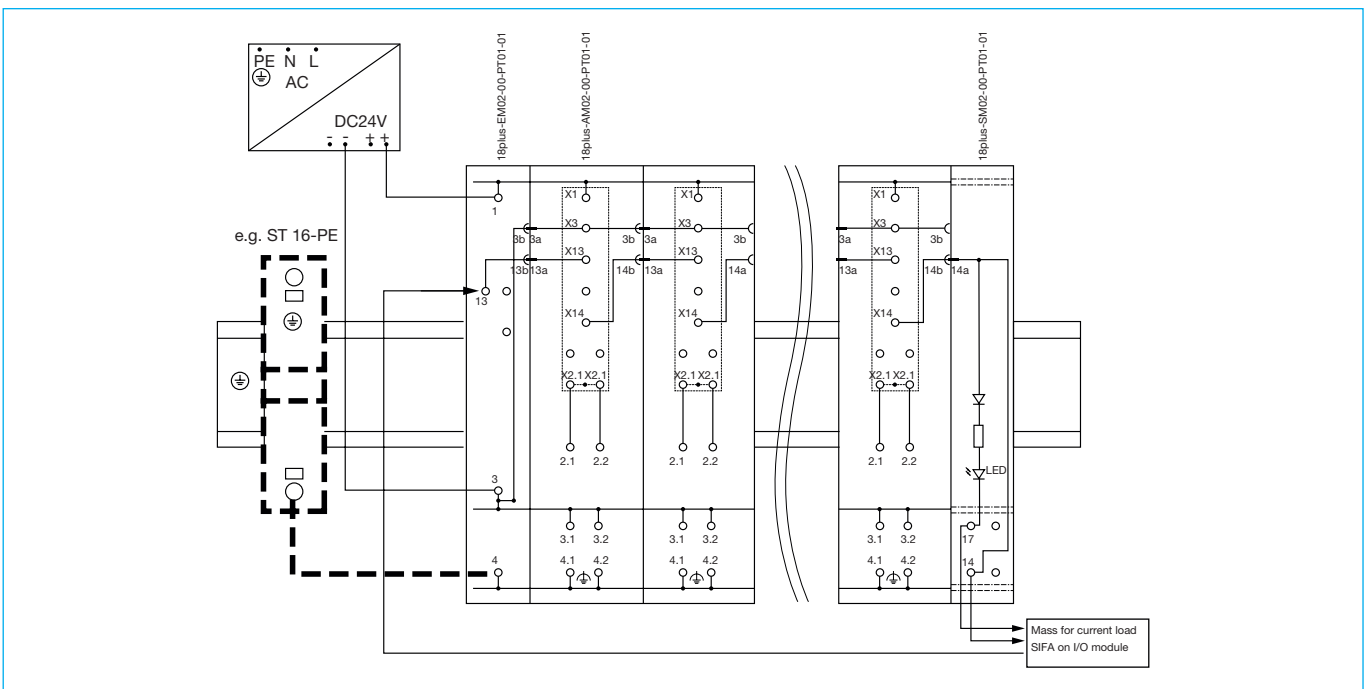 18plus-EM02-00-PT01-01
18plus-AM02-00-PT01-01
18plus-SM02-00-PT01-01
PE N L
AC
DC24V
- - + +
e.g. ST 16-PE
1
X1 X1 X1
X3 X3 X3
3b 3a 3b 3a 3b 3a 3b
X13 X13 X13
13b 13a 14b 13a 14a 13a 14b 14a
13
X14 X14 X14
X2.1 X2.1 X2.1 X2.1 X2.1 X2.1
2.1 2.2 2.1 2.2 2.1 2.2
LED
3
3.1 3.2 3.1 3.2 3.1 3.2 17
4 4.1 4.2 4.1 4.2 4.1 4.2 14
Mass for current load
SIFA on I/O module